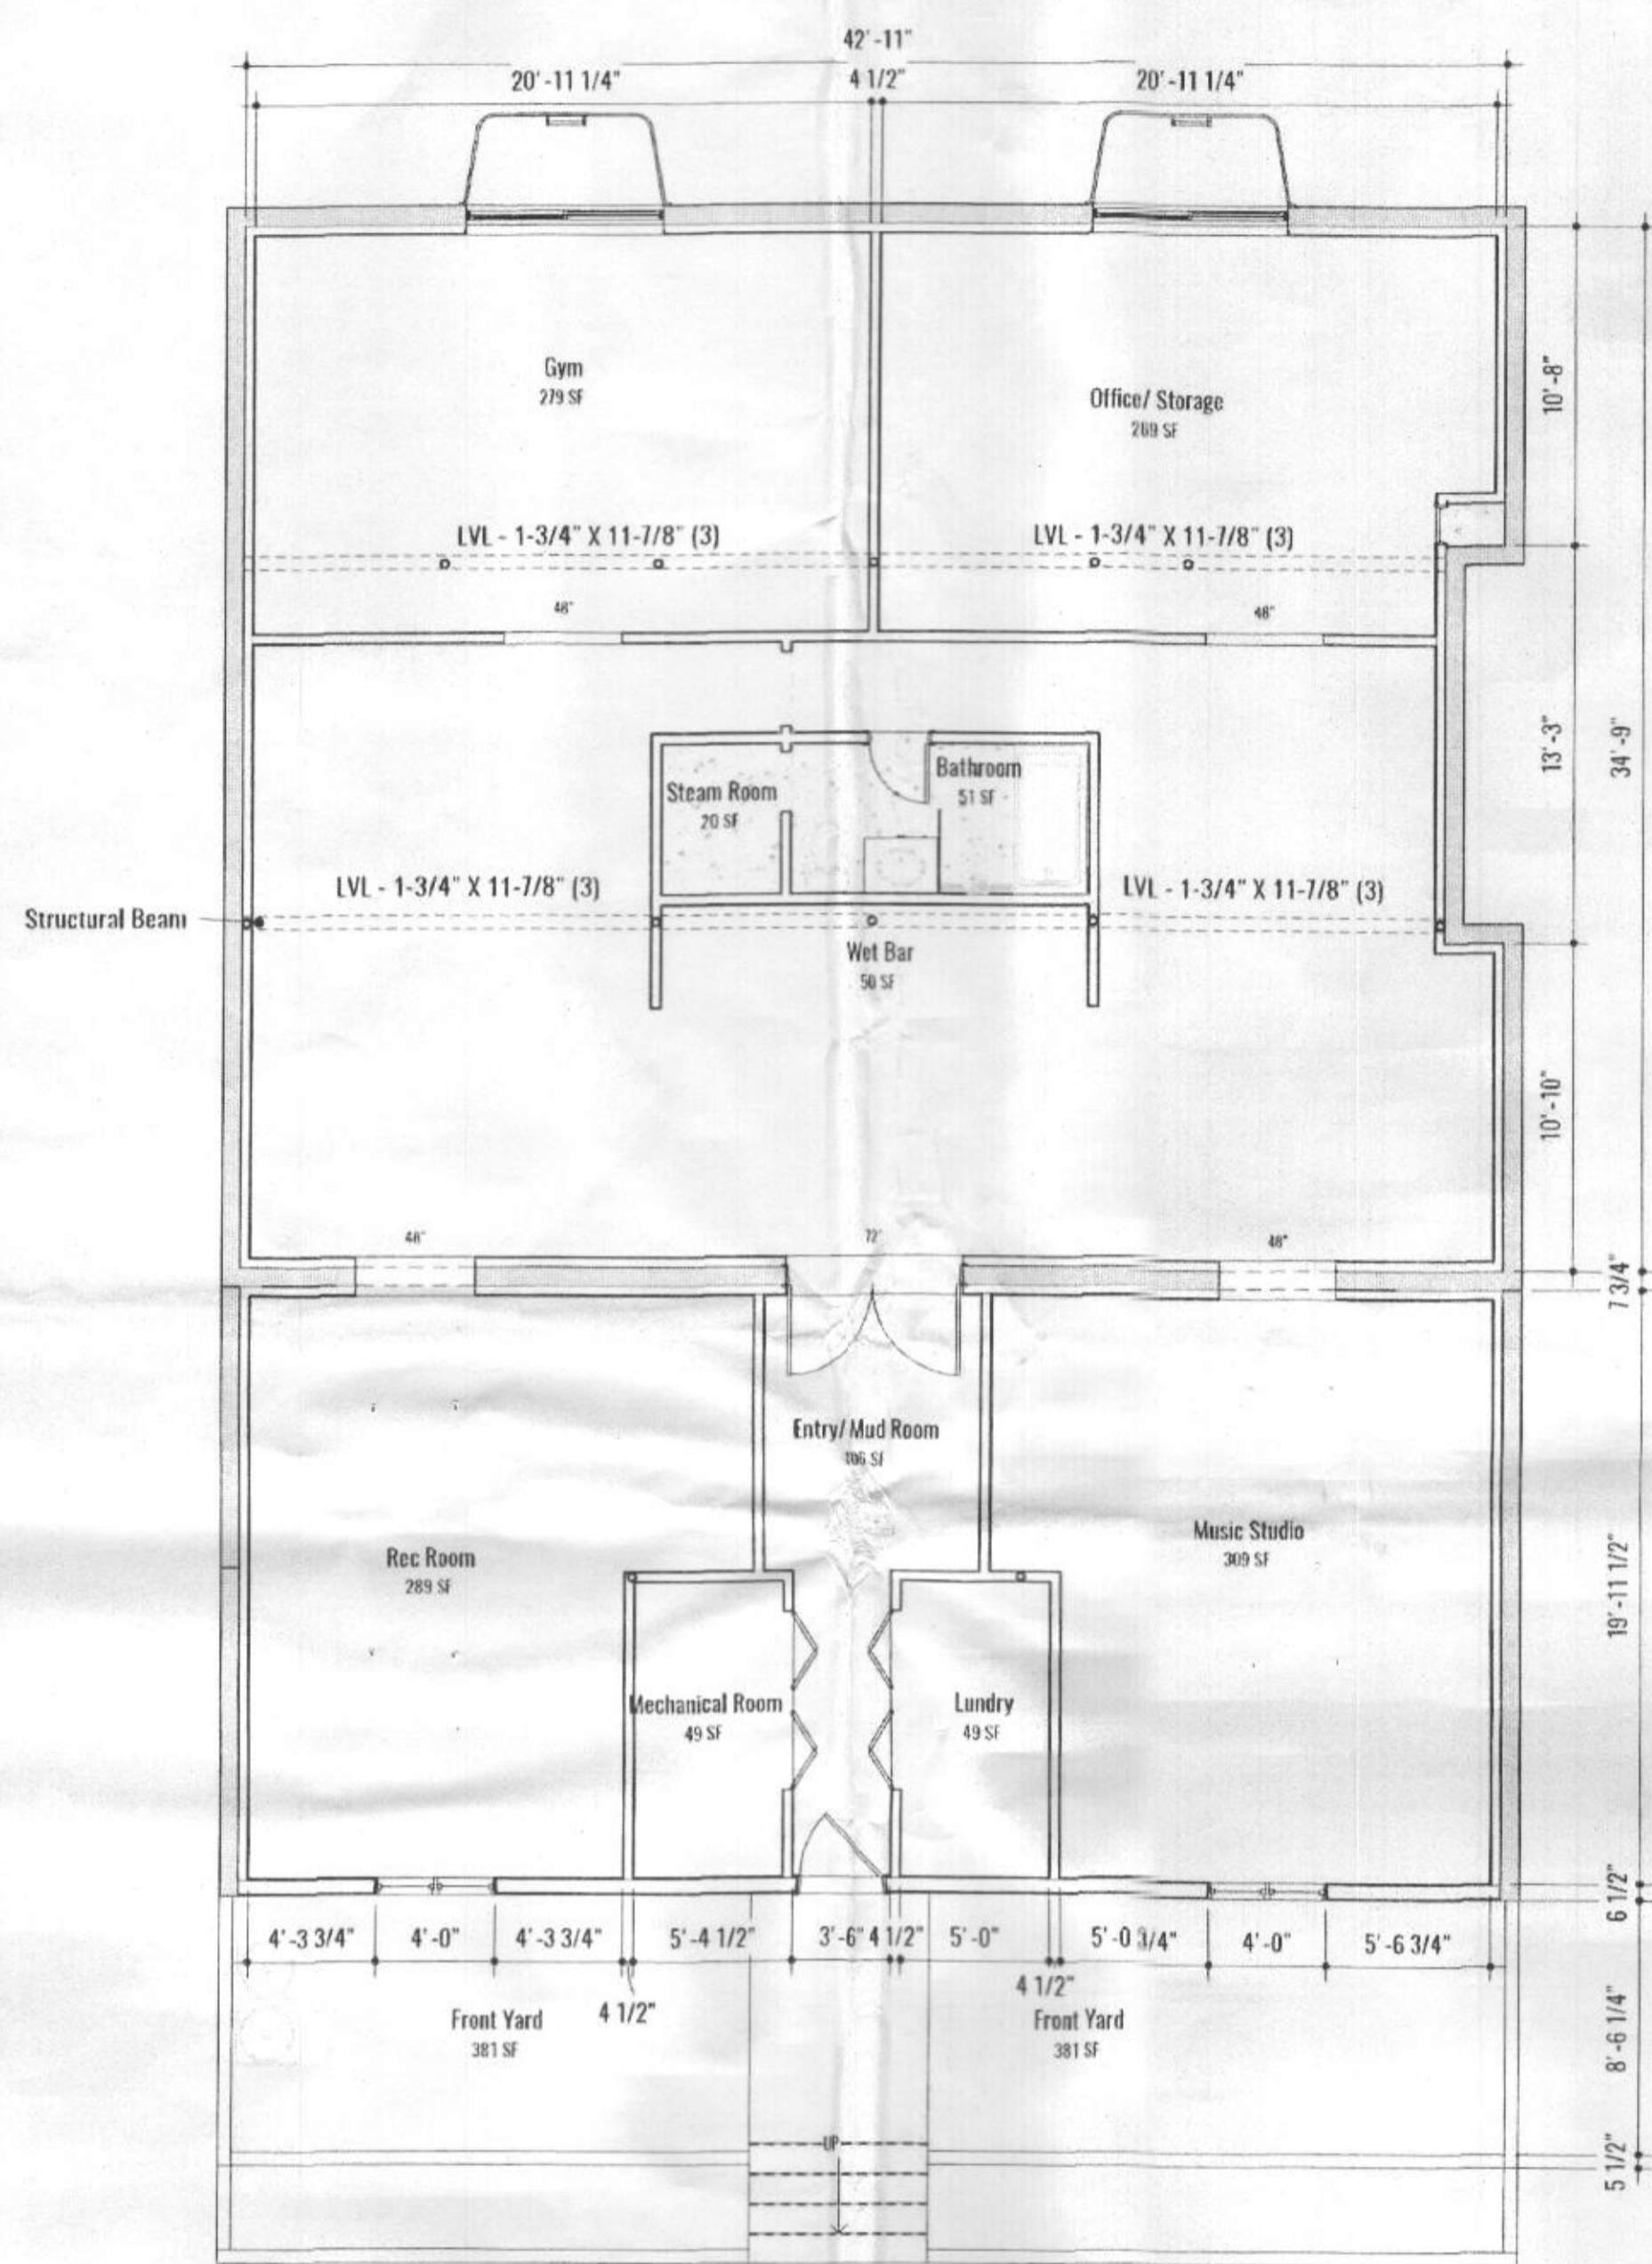 42'-11"
20'-11 1/4"
4 1/2"
20'-11 1/4"
Gym
279 SF
Office/ Storage
269 SF
10'-8"
LVL - 1-3/4" X 11-7/8" (3)
LVL - 1-3/4" X 11-7/8" (3)
48"
48"
13'-3"
34'-9"
Steam Room
20 SF
Bathroom
51 SF
LVL - 1-3/4" X 11-7/8" (3)
LVL - 1-3/4" X 11-7/8" (3)
Structural Beam
Wet Bar
50 SF
10'-10"
48"
72"
48"
7 3/4"
Entry/ Mud Room
106 SF
Rec Room
289 SF
Music Studio
309 SF
19'-11 1/2"
Mechanical Room
49 SF
Lundry
49 SF
6 1/2"
4'-3 3/4"
4'-0"
4'-3 3/4"
5'-4 1/2"
3'-6"
4 1/2"
5'-0"
5'-0 3/4"
4'-0"
5'-6 3/4"
4 1/2"
4 1/2"
Front Yard
381 SF
Front Yard
381 SF
8'-6 1/4"
UP
5 1/2"